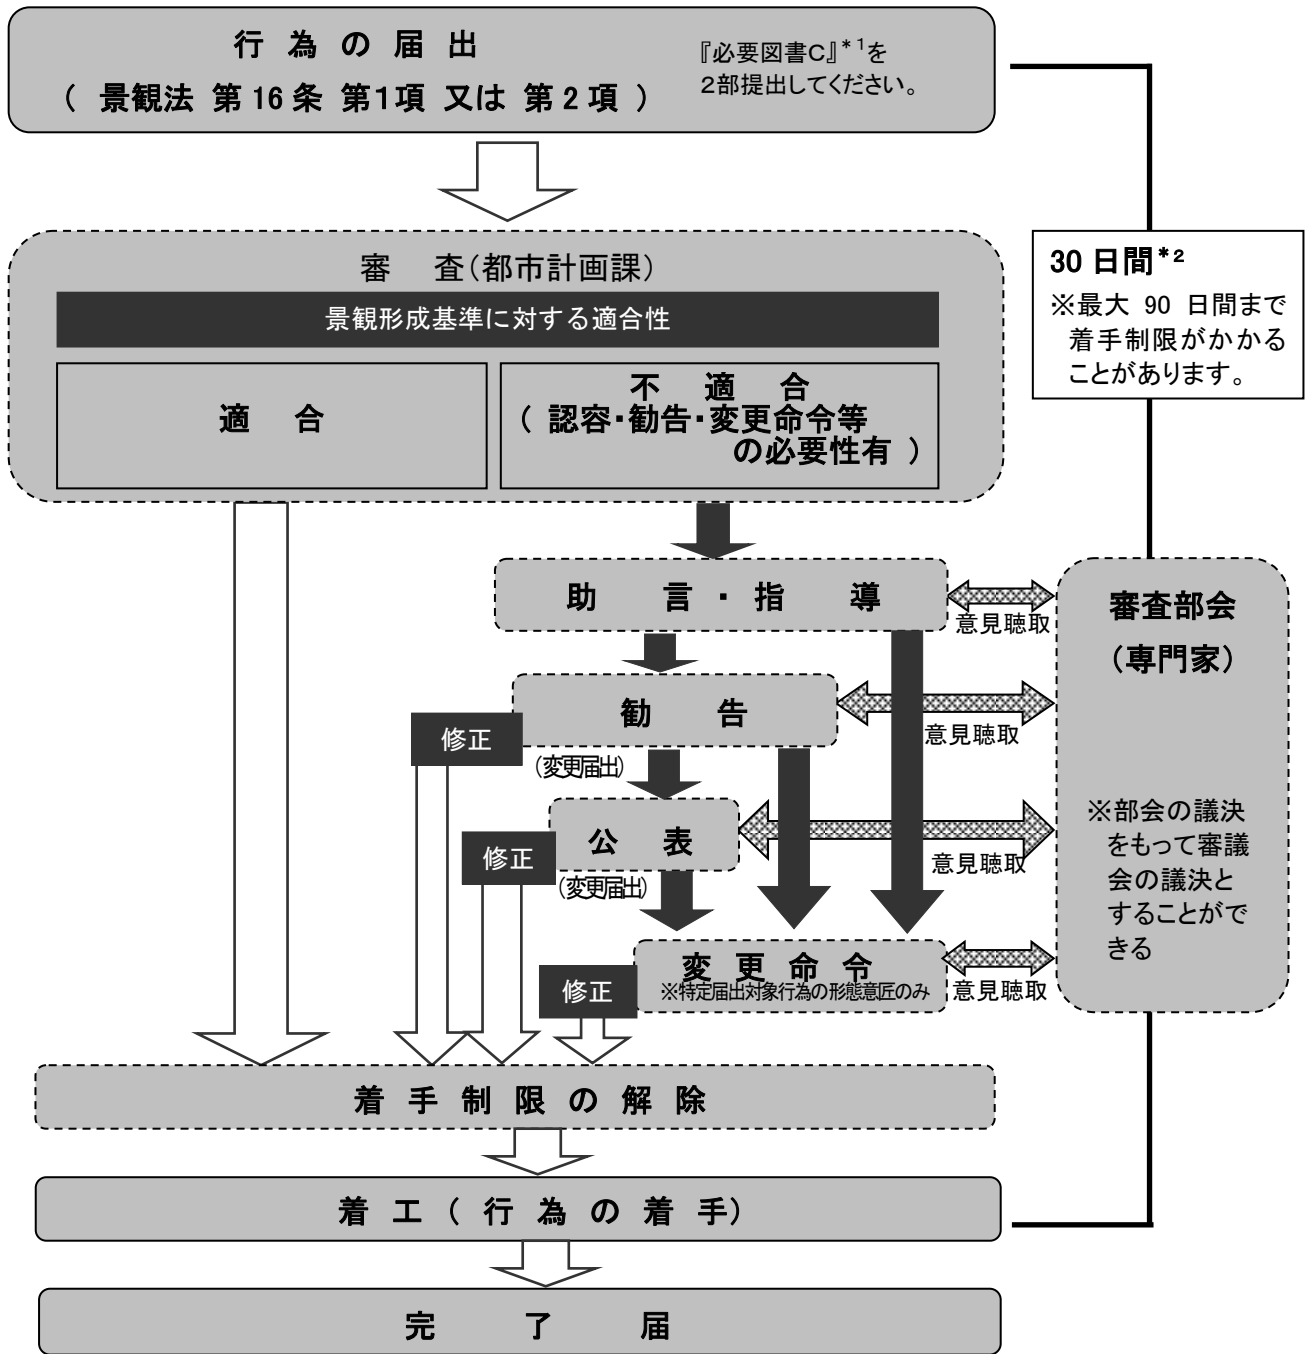 行為の届出
（ 景観法 第16条 第1項 又は 第2項 ）
『必要図書C』*1を
2部提出してください。
審 査（都市計画課）
景観形成基準に対する適合性
適 合
不 適 合
（ 認容・勧告・変更命令等
の必要性有 ）
30日間*2
※最大 90 日間まで
着手制限がかかる
ことがあります。
助 言・指 導
意見聴取
審査部会
（専門家）
※部会の議決
をもって審議
会の議決と
することがで
きる
勧 告
意見聴取
修正
（変更届出）
公 表
意見聴取
修正
（変更届出）
変更命令
※特定届出対象行為の形態意匠のみ
意見聴取
修正
着手制限の解除
着工（行為の着手）
完 了 届